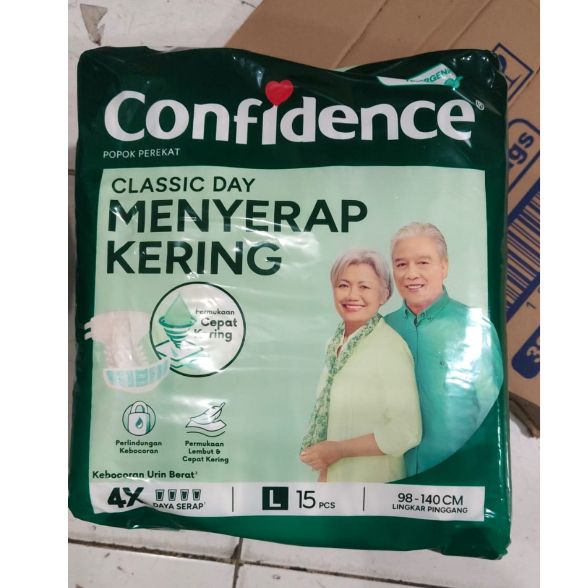 Confidence®
POPOK PEREKAT
CLASSIC DAY
MENYERAP
KERING
Permukaan
Cepat
Kering
Perlindungan
Kebocoran
Permukaan
Lembut &
Cepat Kering
Kebocoran Urin Berat
4X DAYA SERAP
L 15 PCS
98-140 CM
LINGKAR PINGGANG